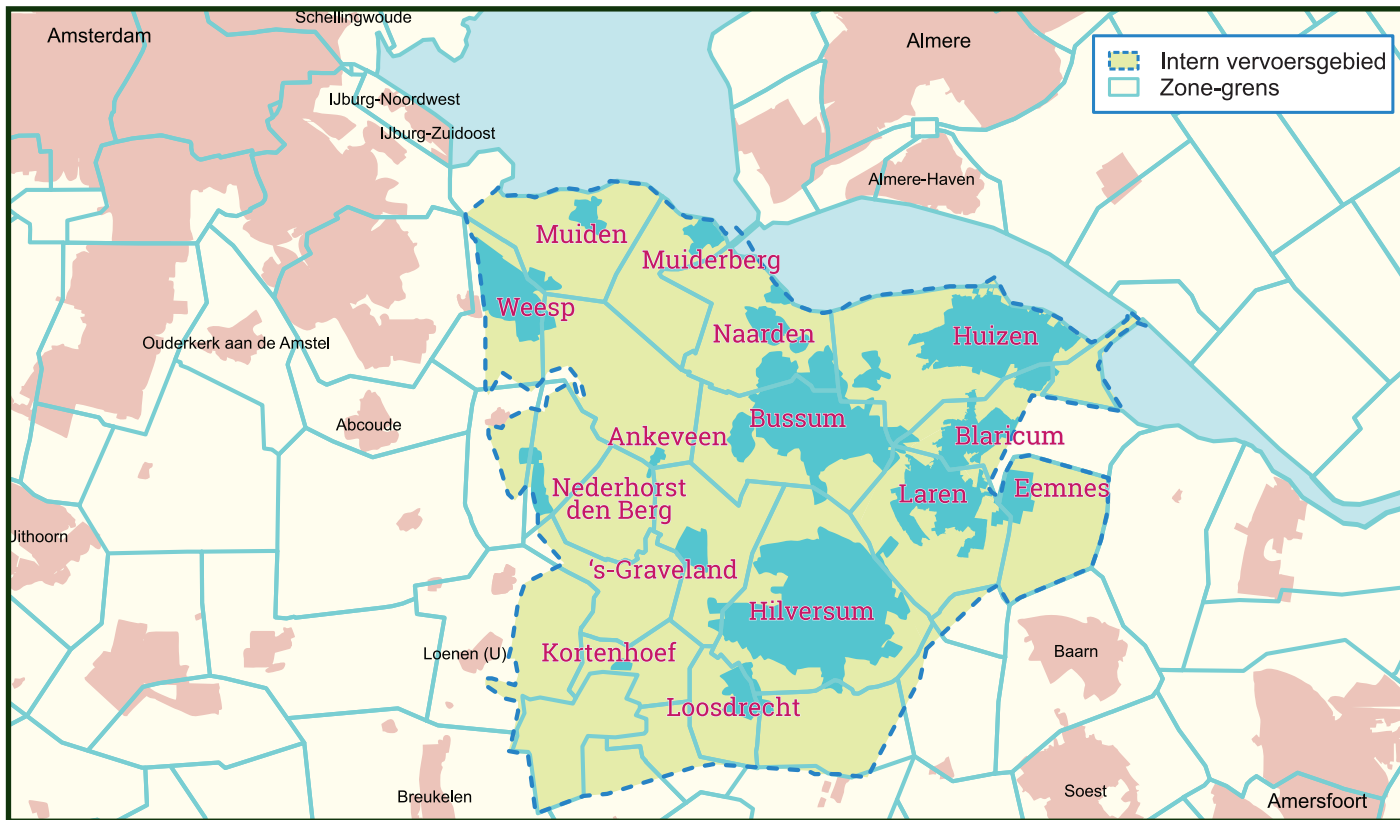 Schellingwoude
Amsterdam
Almere
Intern vervoersgebied
Zone-grens
IJburg-Noordwest
IJburg-Zuidoost
Almere-Haven
Muiden
Muiderberg
Weesp
Naarden
Huizen
Ouderkerk aan de Amstel
Abcoude
Bussum
Ankeveen
Blaricum
Nederhorst
den Berg
Laren
Eemnes
Uithoorn
‘s-Graveland
Hilversum
Loenen (U)
Kortenhoef
Baarn
Loosdrecht
Breukelen
Soest
Amersfoort